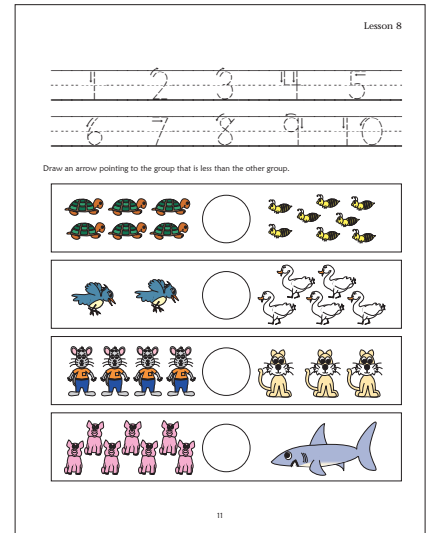 Lesson 8
1 2 3 4 5
6 7 8 9 10
Draw an arrow pointing to the group that is less than the other group.
11